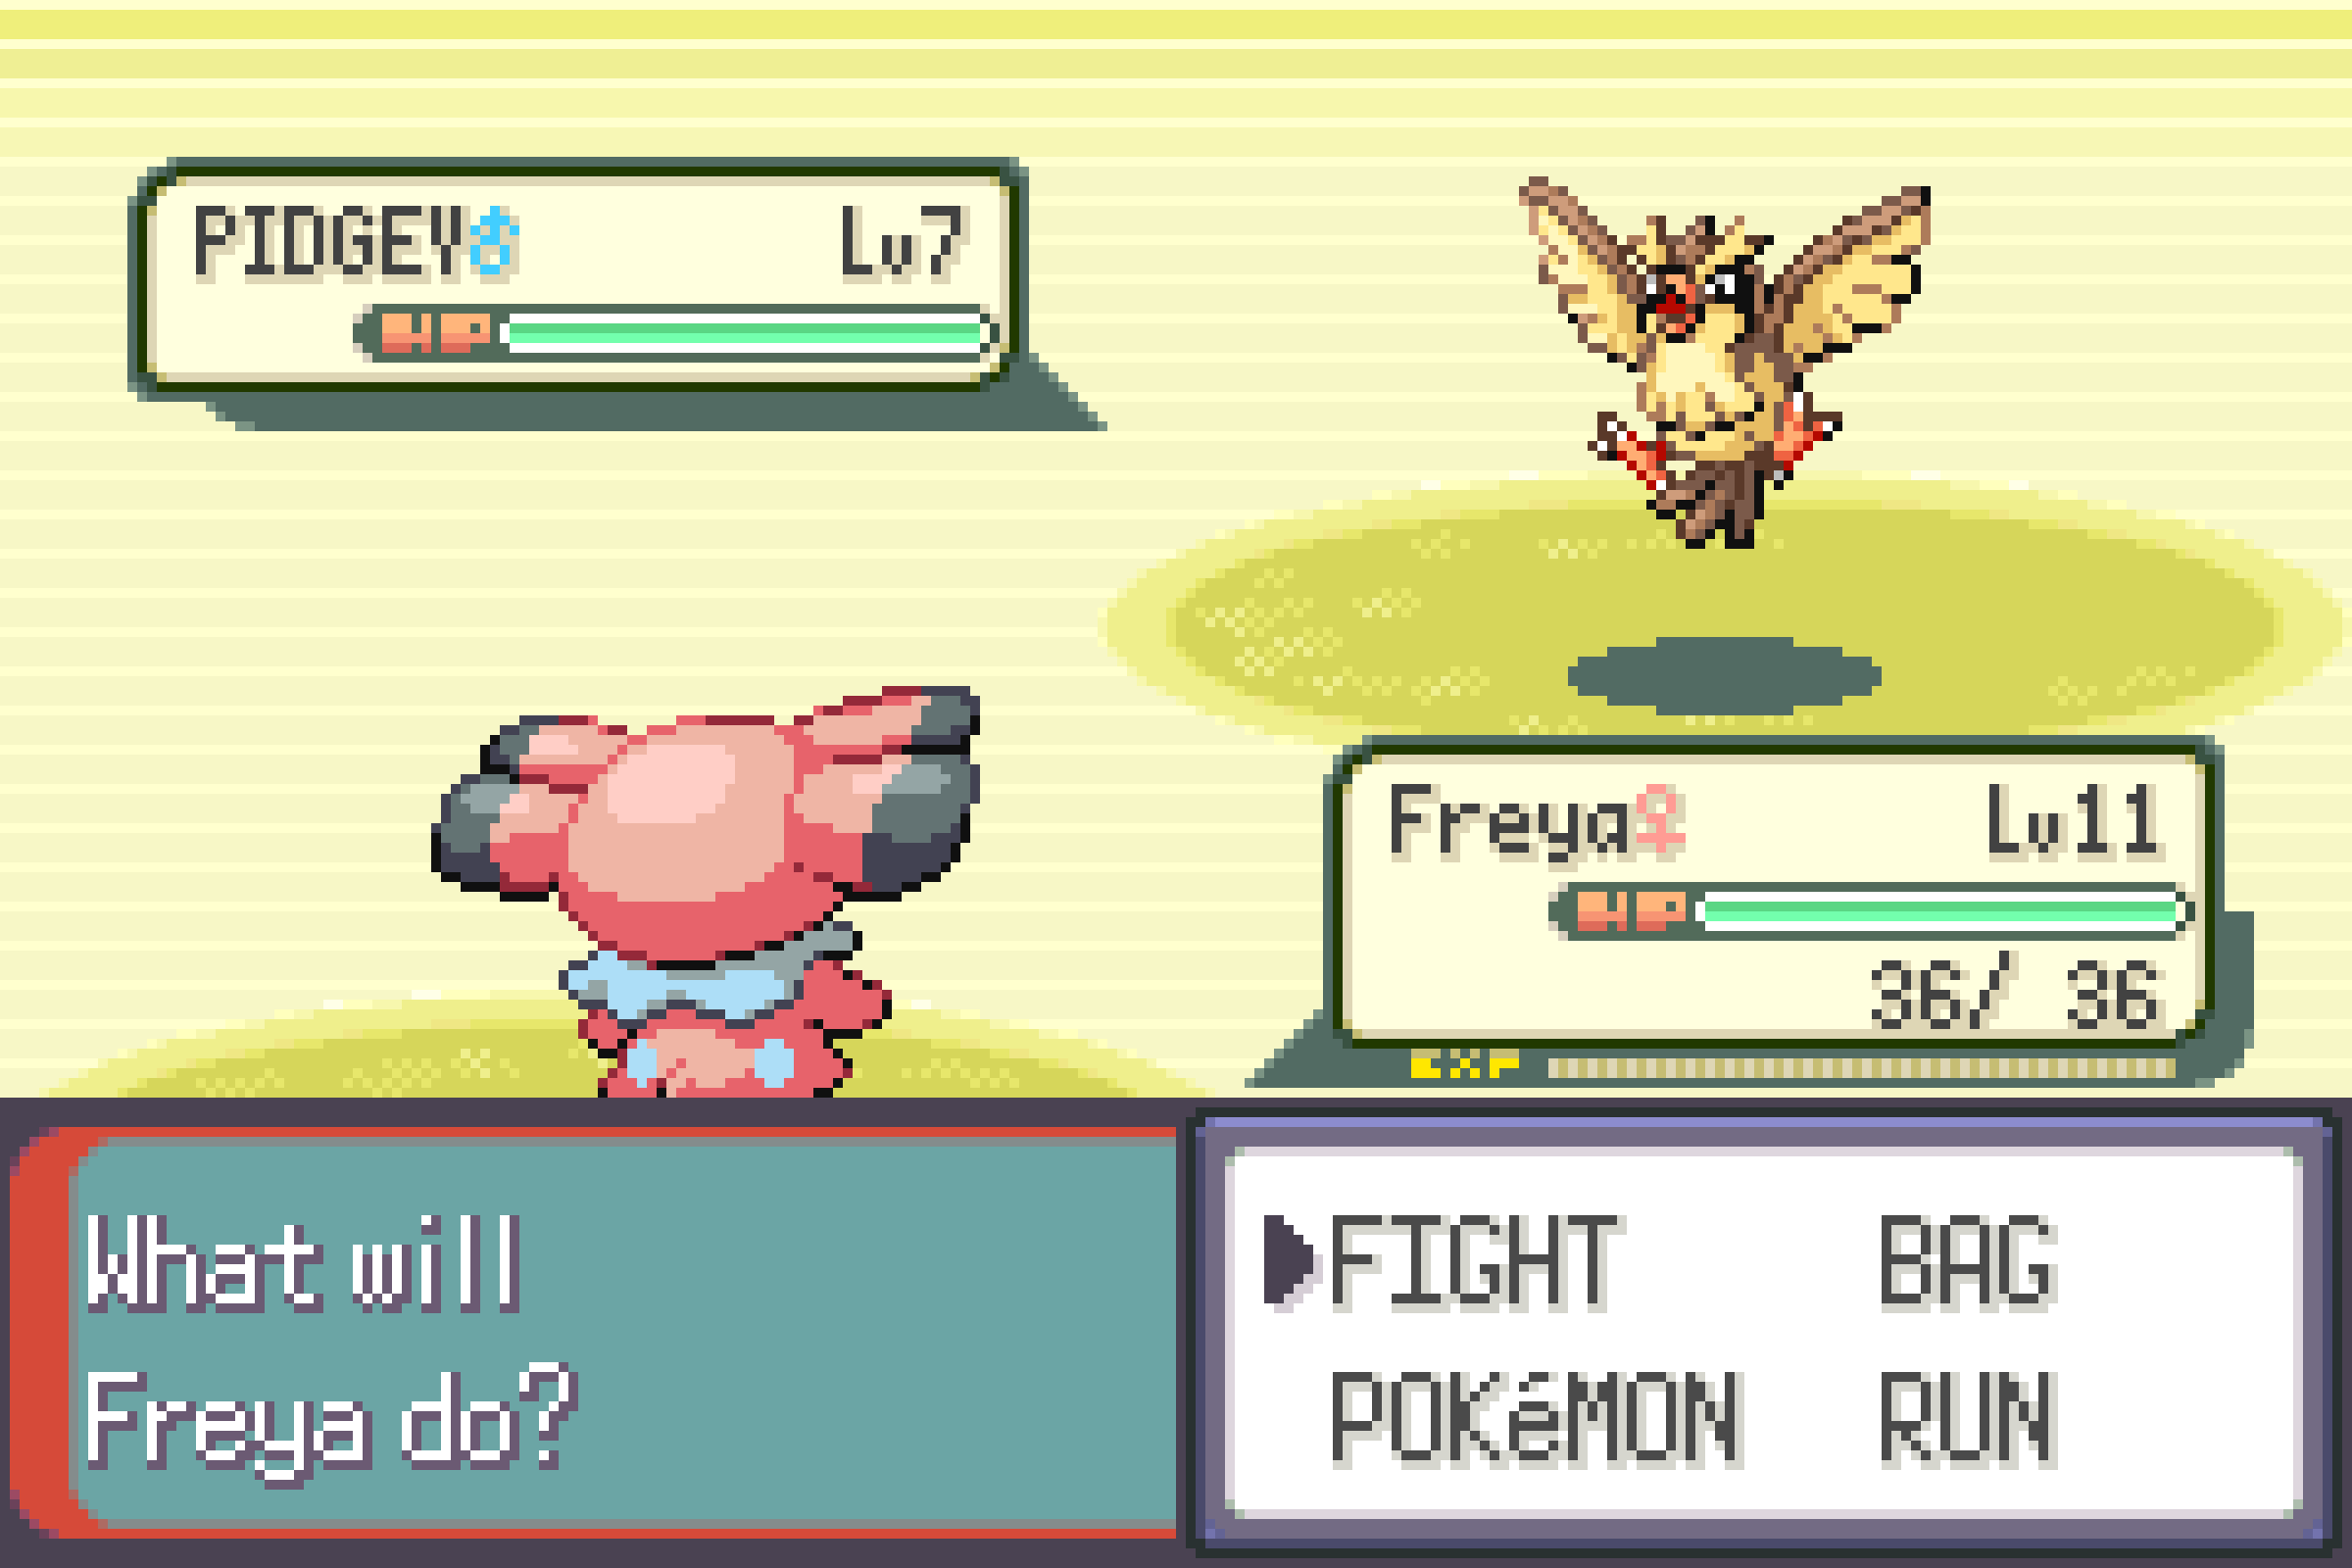 PIDGEY♂ Lv7
HP
Freya♀ Lv11
HP
36/ 36
EXP
What will
Freya do?
▶FIGHT BAG
POKéMON RUN